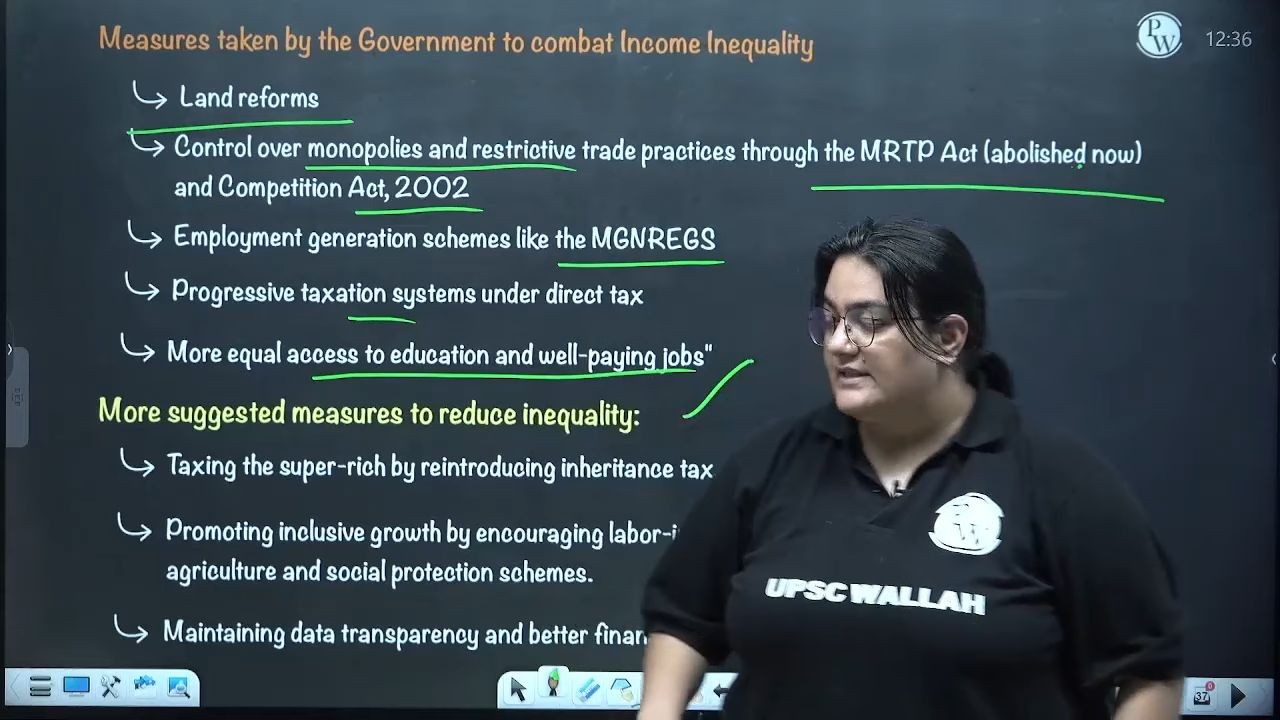 Measures taken by the Government to combat Income Inequality
PW
12:36
Land reforms
Control over monopolies and restrictive trade practices through the MRTP Act (abolished now)
and Competition Act, 2002
Employment generation schemes like the MGNREGS
Progressive taxation systems under direct tax
More equal access to education and well-paying jobs"
More suggested measures to reduce inequality:
Taxing the super-rich by reintroducing inheritance tax
Promoting inclusive growth by encouraging
agriculture and social protection schemes.
Maintaining data transparency and better
PW
UPSC WALLAH
37